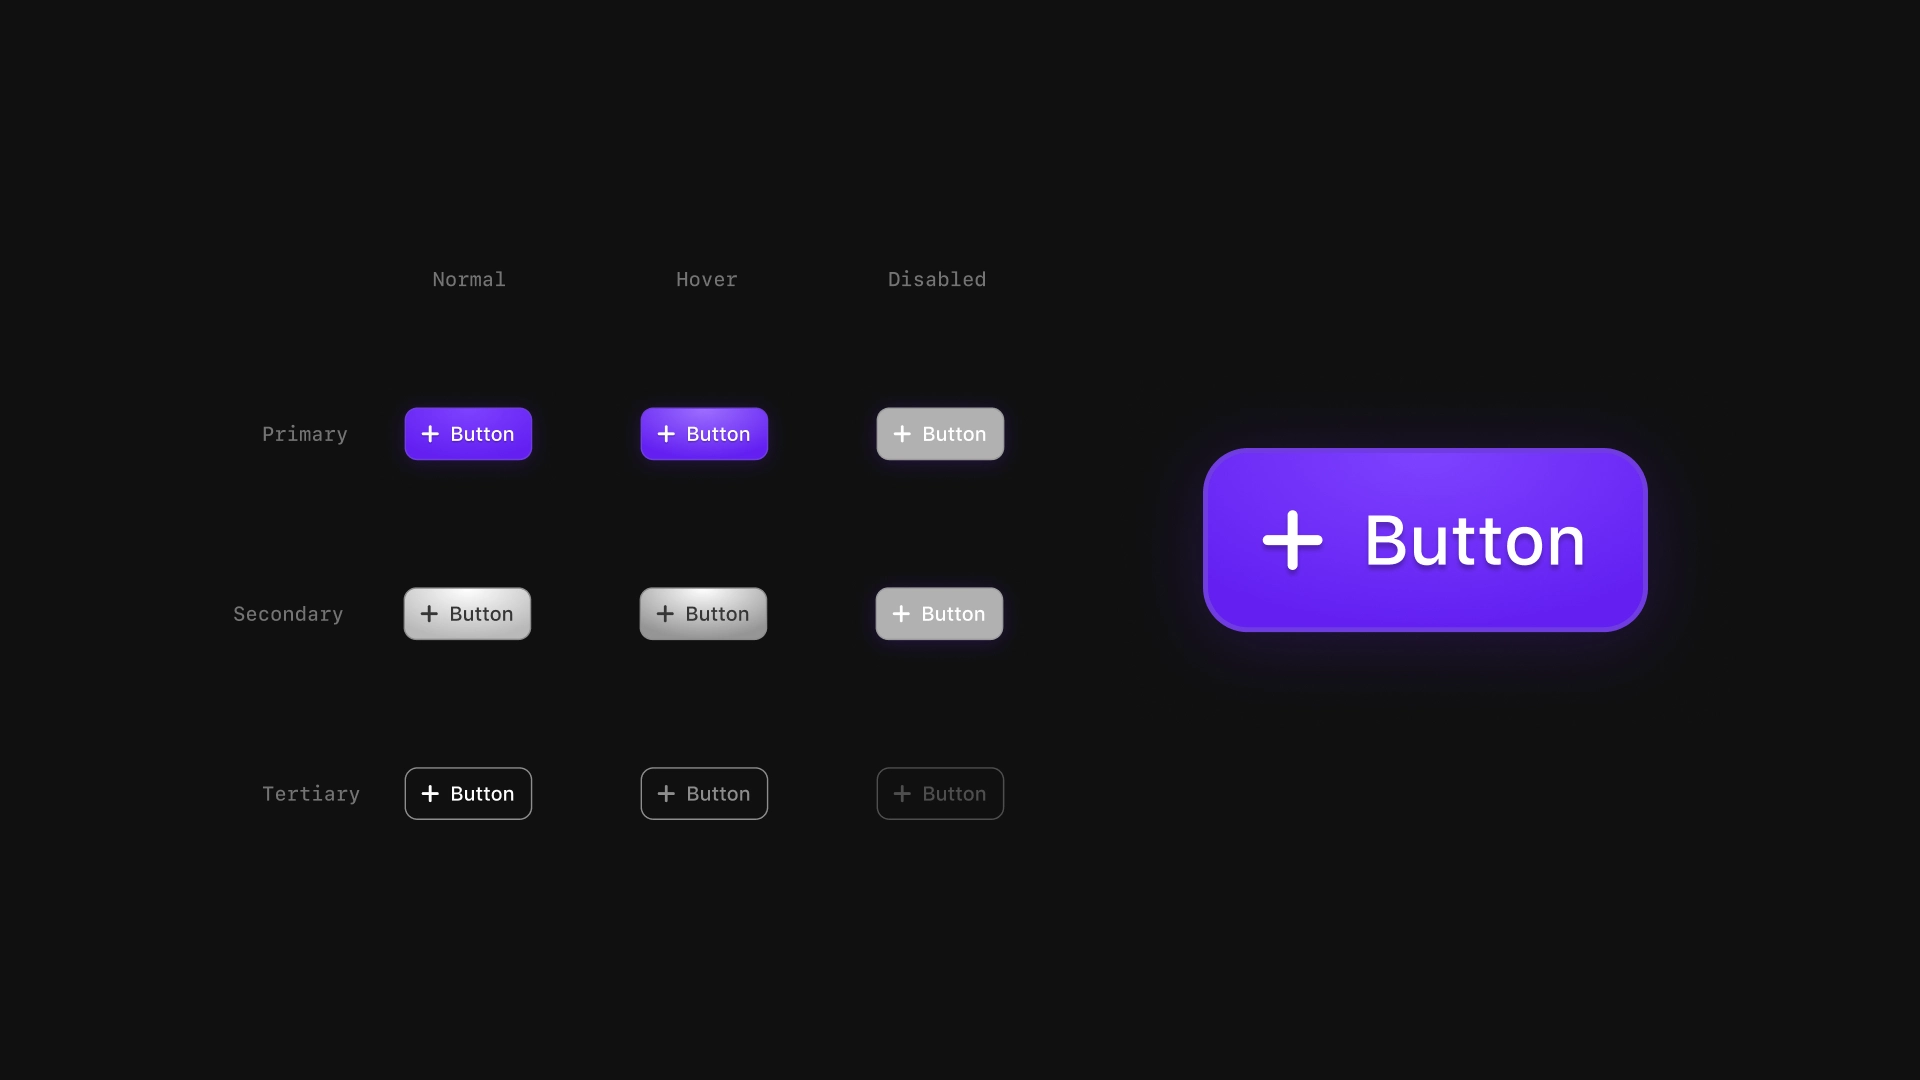 Normal Hover Disabled
Primary + Button + Button + Button
+ Button
Secondary + Button + Button + Button
Tertiary + Button + Button + Button